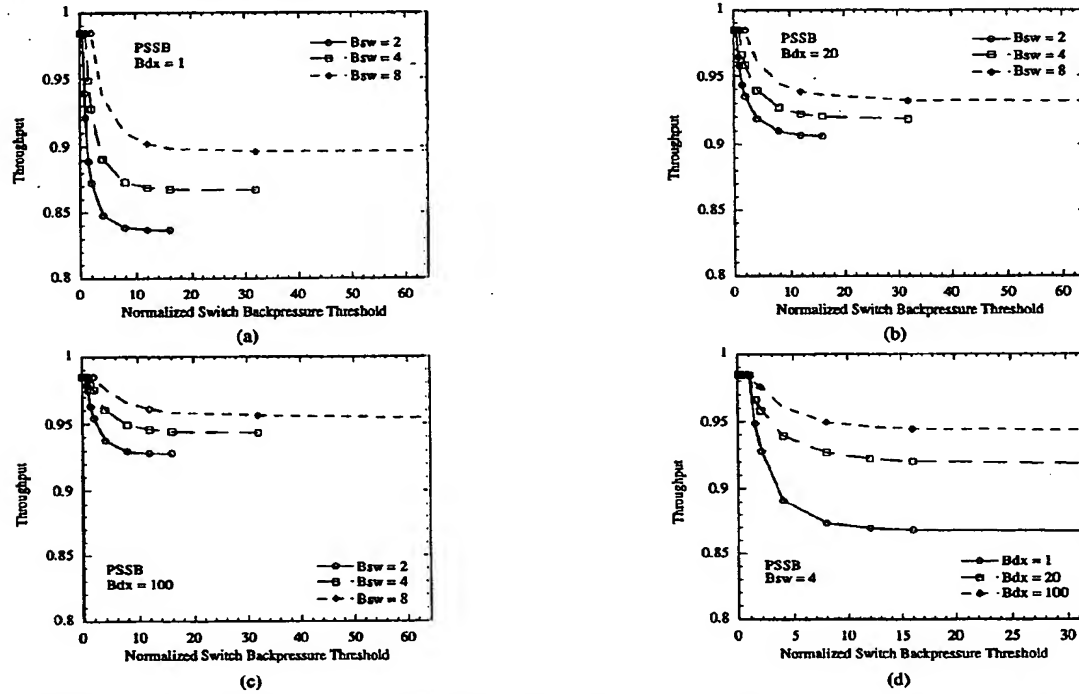 1
0.95
0.9
0.85
0.8
Throughput
PSSB
Bdx = 1
Bsw = 2
Bsw = 4
Bsw = 8
0 10 20 30 40 50 60
Normalized Switch Backpressure Threshold
(a)
1
0.95
0.9
0.85
0.8
Throughput
PSSB
Bdx = 20
Bsw = 2
Bsw = 4
Bsw = 8
0 10 20 30 40 50 60
Normalized Switch Backpressure Threshold
(b)
1
0.95
0.9
0.85
0.8
Throughput
PSSB
Bdx = 100
Bsw = 2
Bsw = 4
Bsw = 8
0 10 20 30 40 50 60
Normalized Switch Backpressure Threshold
(c)
1
0.95
0.9
0.85
0.8
Throughput
PSSB
Bsw = 4
Bdx = 1
Bdx = 20
Bdx = 100
0 5 10 15 20 25 30
Normalized Switch Backpressure Threshold
(d)